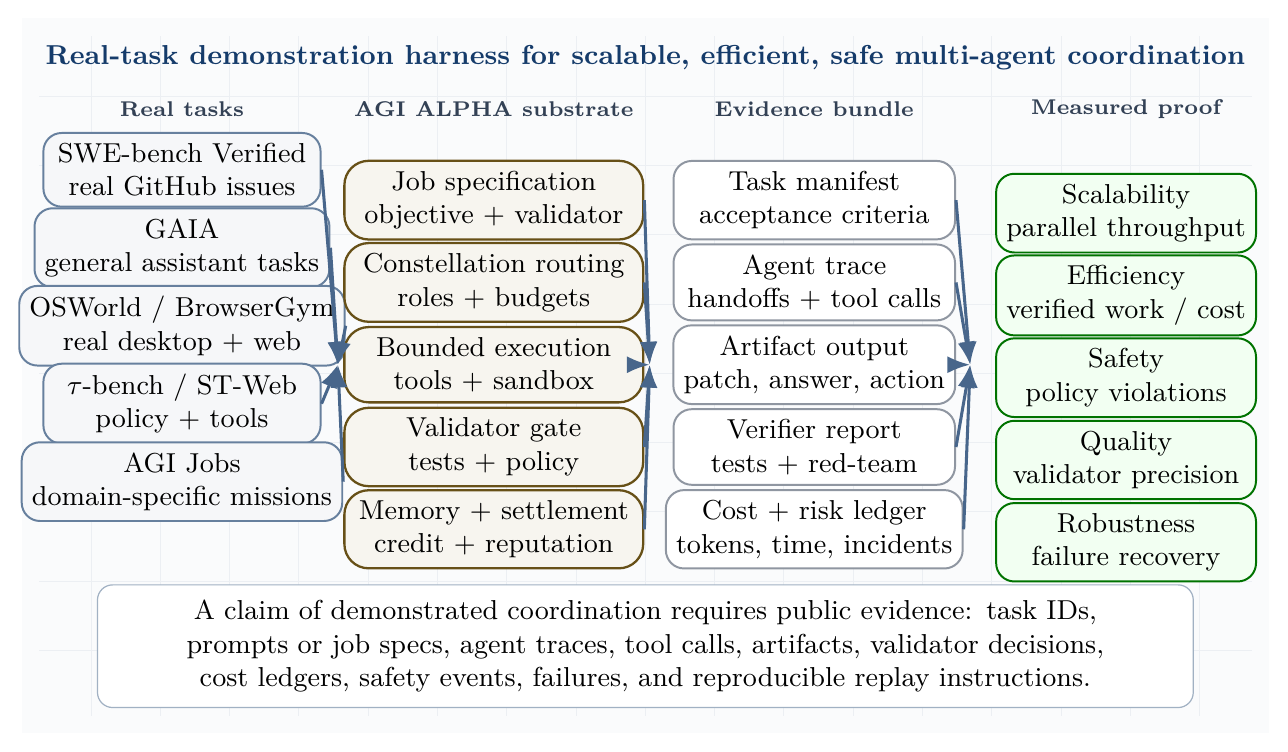 Real-task demonstration harness for scalable, efficient, safe multi-agent coordination
Real tasks
SWE-bench Verified
real GitHub issues
GAIA
general assistant tasks
OSWorld / BrowserGym
real desktop + web
τ-bench / ST-Web
policy + tools
AGI Jobs
domain-specific missions
AGI ALPHA substrate
Job specification
objective + validator
Constellation routing
roles + budgets
Bounded execution
tools + sandbox
Validator gate
tests + policy
Memory + settlement
credit + reputation
Evidence bundle
Task manifest
acceptance criteria
Agent trace
handoffs + tool calls
Artifact output
patch, answer, action
Verifier report
tests + red-team
Cost + risk ledger
tokens, time, incidents
Measured proof
Scalability
parallel throughput
Efficiency
verified work / cost
Safety
policy violations
Quality
validator precision
Robustness
failure recovery
A claim of demonstrated coordination requires public evidence: task IDs,
prompts or job specs, agent traces, tool calls, artifacts, validator decisions,
cost ledgers, safety events, failures, and reproducible replay instructions.